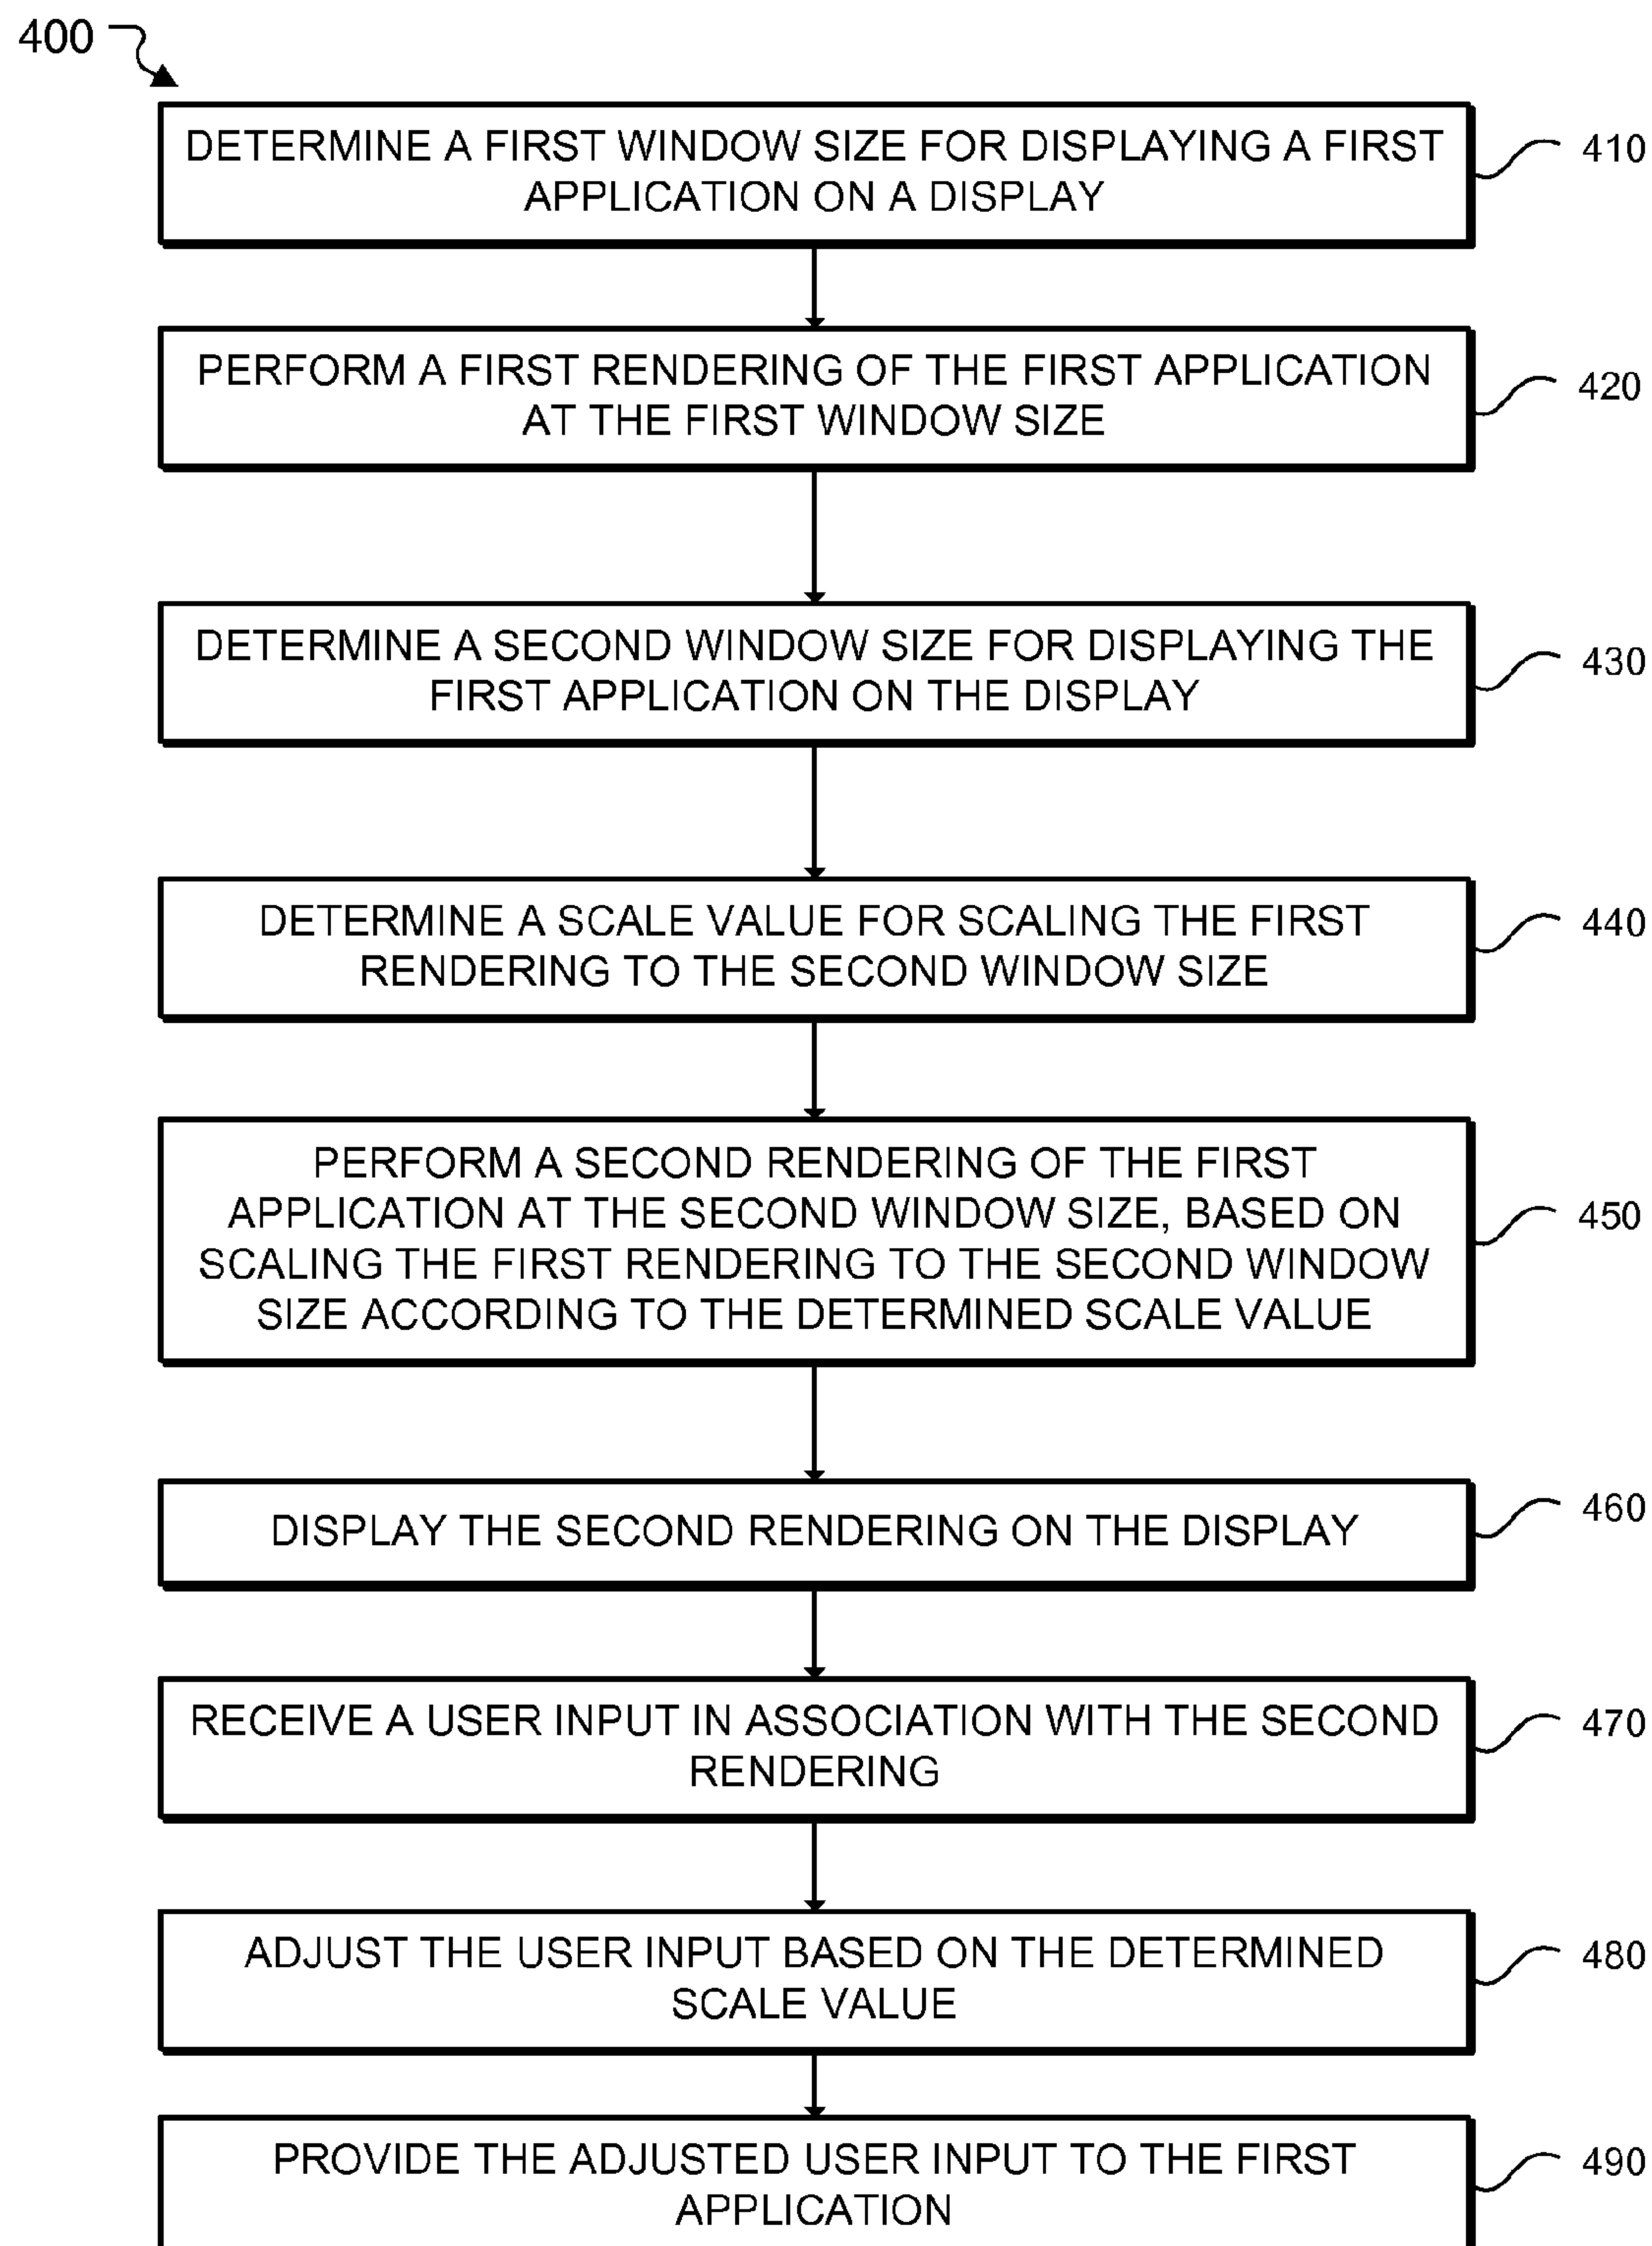 400
DETERMINE A FIRST WINDOW SIZE FOR DISPLAYING A FIRST
APPLICATION ON A DISPLAY
410
PERFORM A FIRST RENDERING OF THE FIRST APPLICATION
AT THE FIRST WINDOW SIZE
420
DETERMINE A SECOND WINDOW SIZE FOR DISPLAYING THE
FIRST APPLICATION ON THE DISPLAY
430
DETERMINE A SCALE VALUE FOR SCALING THE FIRST
RENDERING TO THE SECOND WINDOW SIZE
440
PERFORM A SECOND RENDERING OF THE FIRST
APPLICATION AT THE SECOND WINDOW SIZE, BASED ON
SCALING THE FIRST RENDERING TO THE SECOND WINDOW
SIZE ACCORDING TO THE DETERMINED SCALE VALUE
450
DISPLAY THE SECOND RENDERING ON THE DISPLAY
460
RECEIVE A USER INPUT IN ASSOCIATION WITH THE SECOND
RENDERING
470
ADJUST THE USER INPUT BASED ON THE DETERMINED
SCALE VALUE
480
PROVIDE THE ADJUSTED USER INPUT TO THE FIRST
APPLICATION
490